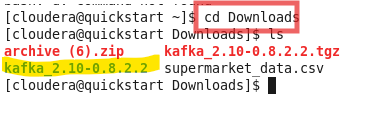 [cloudera@quickstart ~]$ cd Downloads
[cloudera@quickstart Downloads]$ ls
archive (6).zip kafka_2.10-0.8.2.2.tgz
kafka_2.10-0.8.2.2 supermarket_data.csv
[cloudera@quickstart Downloads]$